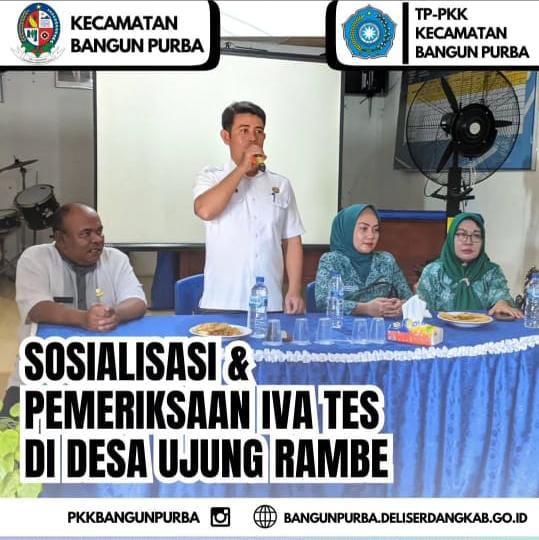 KECAMATAN
BANGUN PURBA
TP-PKK
KECAMATAN
BANGUN PURBA
SOSIALISASI &
PEMERIKSAAN IVA TES
DI DESA UJUNG RAMBE
PKKBANGUNPURBA
BANGUNPURBA.DELISERDANGKAB.GO.ID